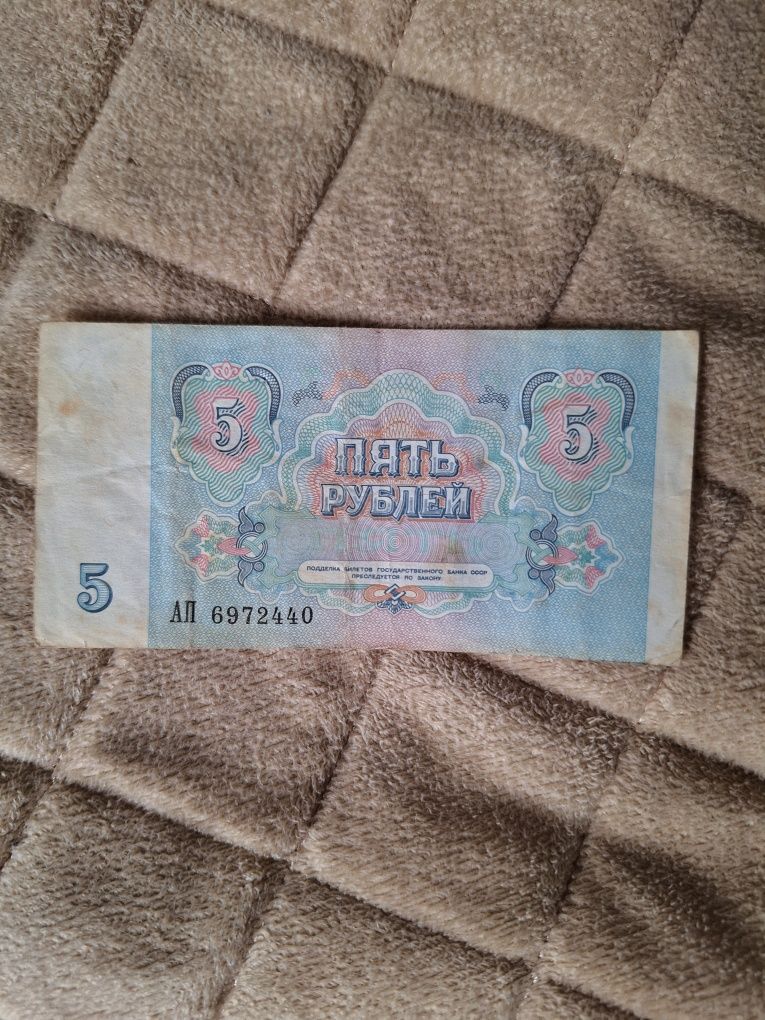 5 5
ПЯТЬ
РУБЛЕЙ
ПОДДЕЛКА БИЛЕТОВ ГОСУДАРСТВЕННОГО БАНКА СССР
ПРЕСЛЕДУЕТСЯ ПО ЗАКОНУ
5
АП 6972440